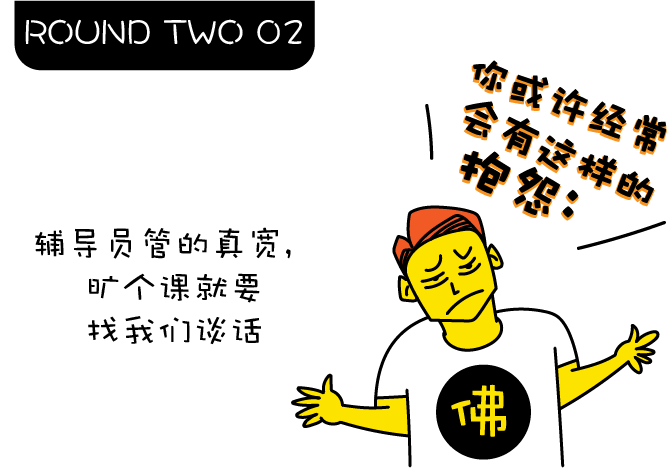 ROUND TWO 02
你或许经常
会有这样的
抱怨：
辅导员管的真宽，
旷个课就要
找我们谈话
佛